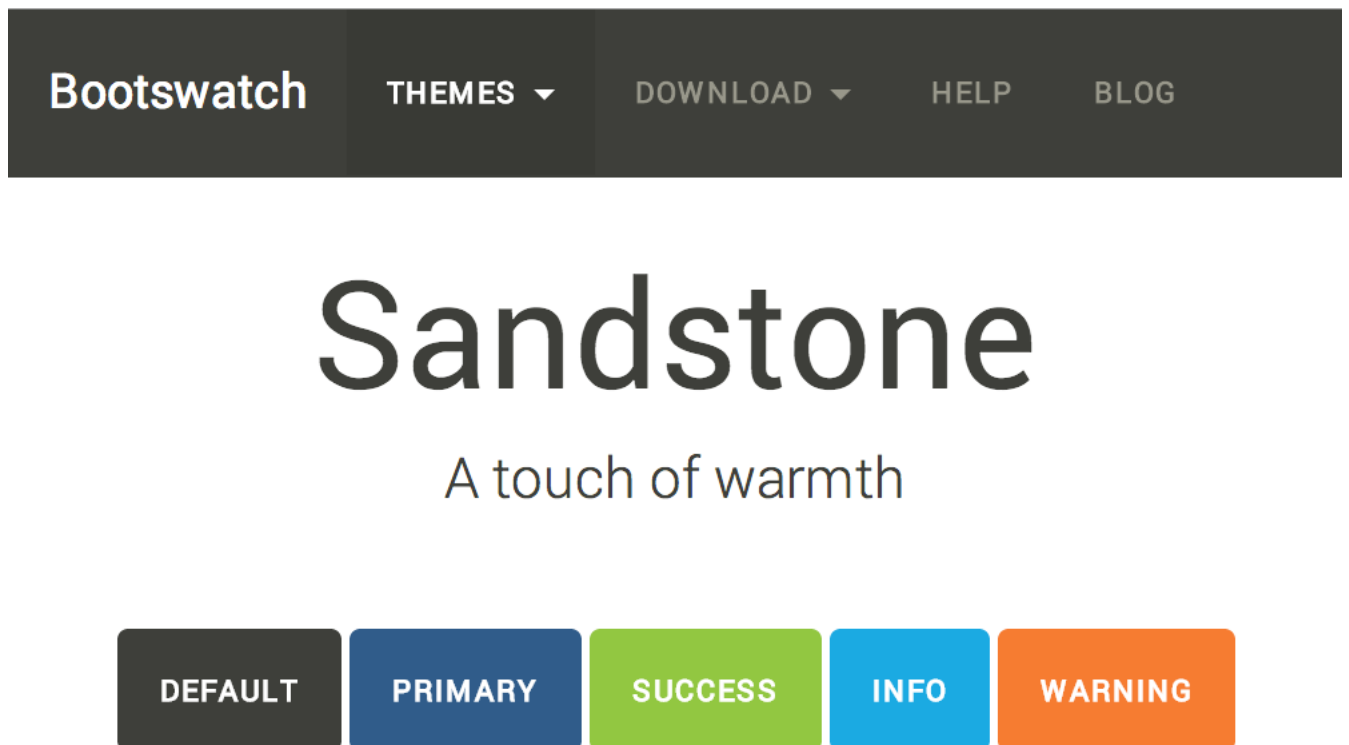 Bootswatch THEMES DOWNLOAD HELP BLOG
Sandstone
A touch of warmth
DEFAULT PRIMARY SUCCESS INFO WARNING